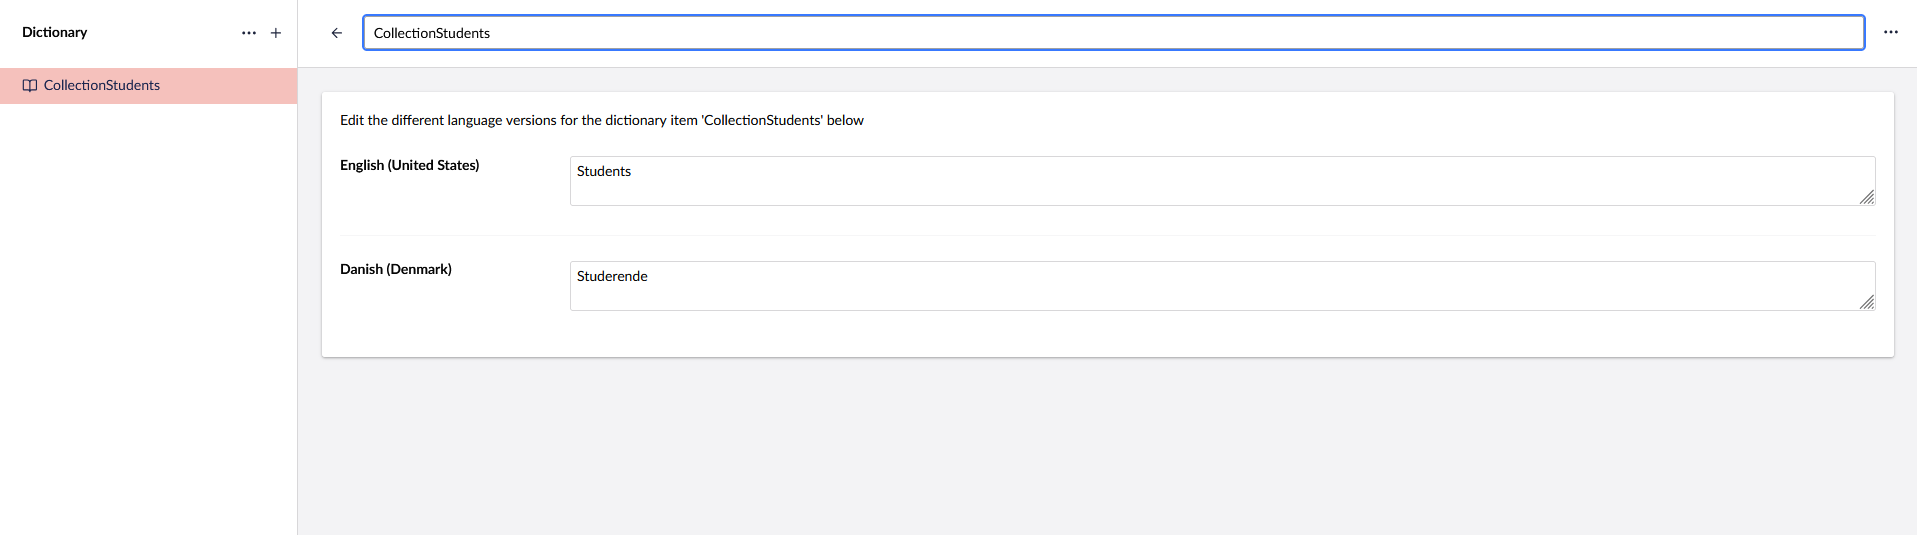 Dictionary
CollectionStudents
CollectionStudents
Edit the different language versions for the dictionary item 'CollectionStudents' below
English (United States)
Students
Danish (Denmark)
Studerende